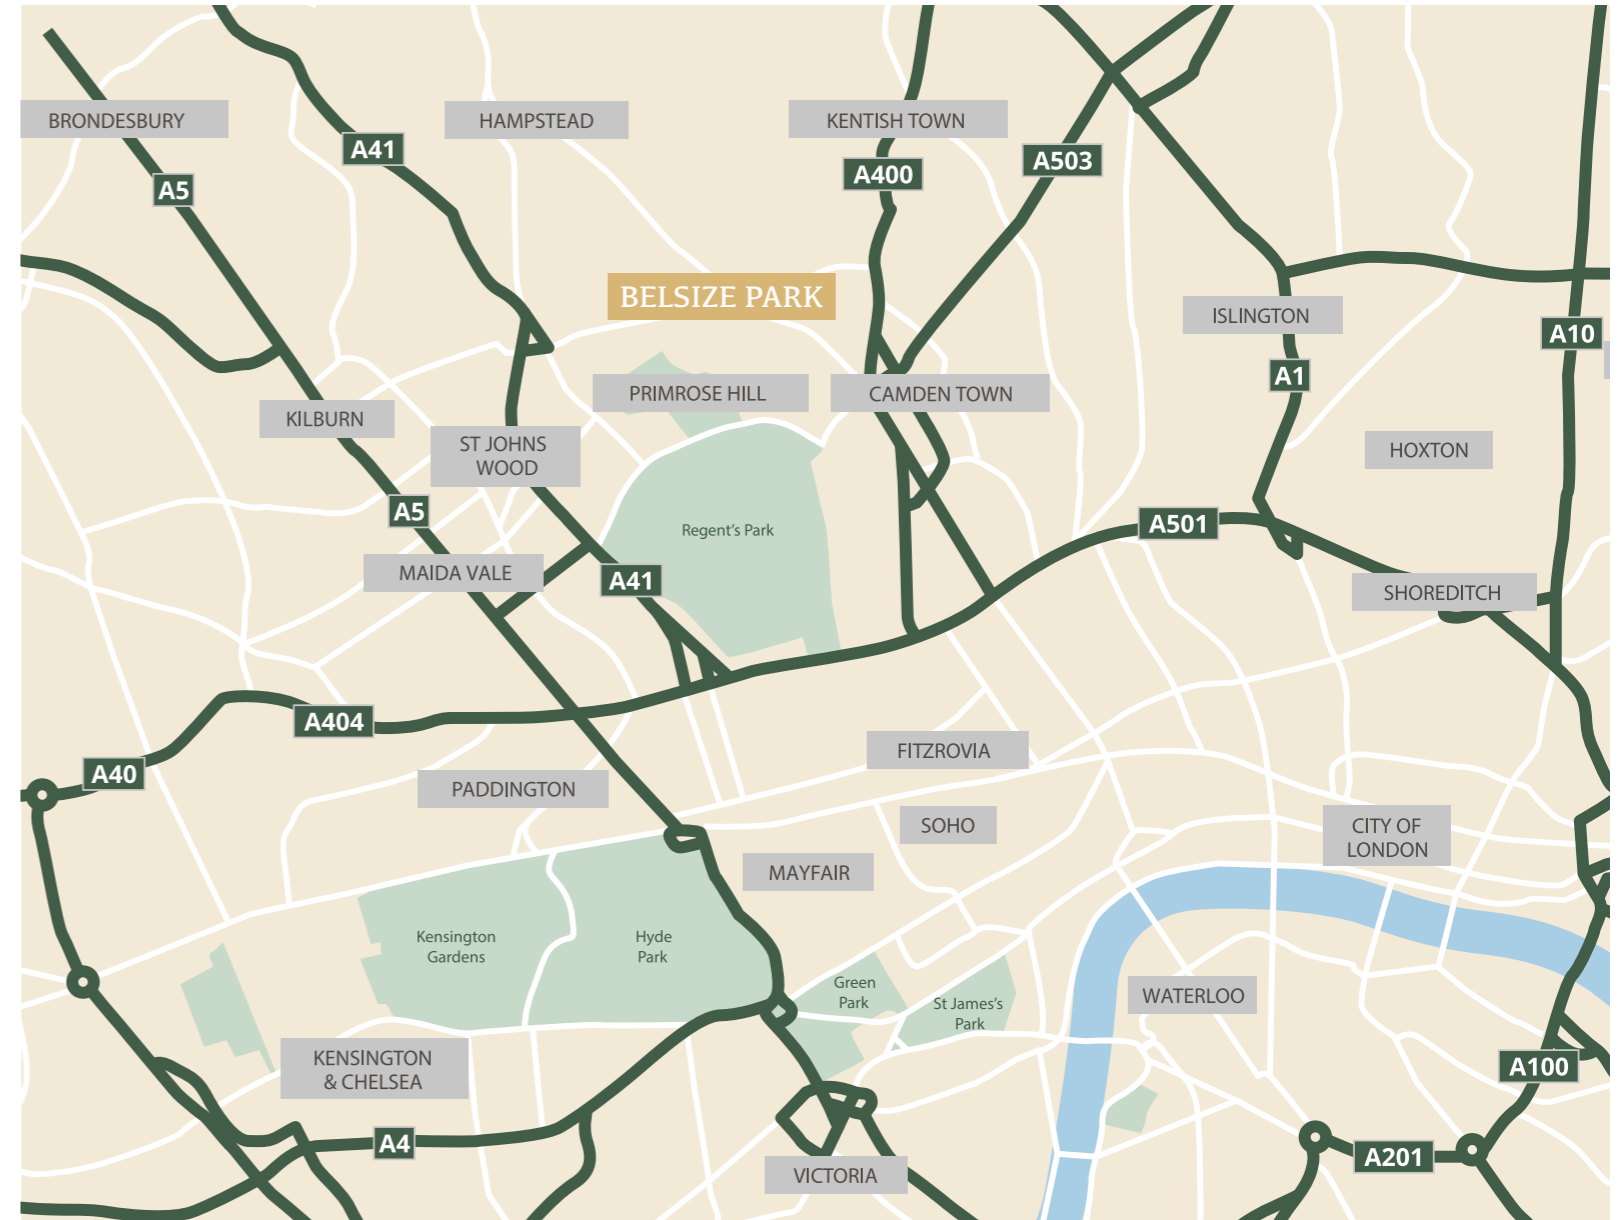 BRONDESBURY
HAMPSTEAD
KENTISH TOWN
A41
A503
A400
A5
BELSIZE PARK
ISLINGTON
A10
A1
PRIMROSE HILL
CAMDEN TOWN
KILBURN
ST JOHNS
WOOD
HOXTON
A5
A501
Regent's Park
MAIDA VALE
A41
SHOREDITCH
A404
FITZROVIA
A40
PADDINGTON
SOHO
CITY OF
LONDON
MAYFAIR
Kensington
Gardens
Hyde
Park
Green
Park
St James's
Park
WATERLOO
KENSINGTON
& CHELSEA
A100
A4
A201
VICTORIA